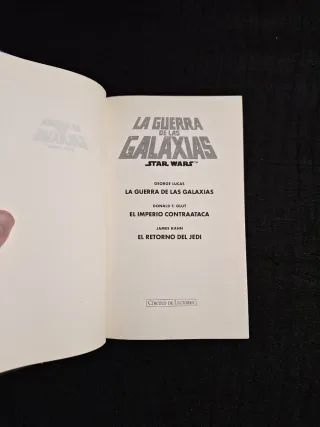 LA GUERRA
DE LAS
GALAXIAS
STAR WARS™
GEORGE LUCAS
LA GUERRA DE LAS GALAXIAS
DONALD F. GLUT
EL IMPERIO CONTRAATACA
JAMES KAHN
EL RETORNO DEL JEDI
CÍRCULO DE LECTORES